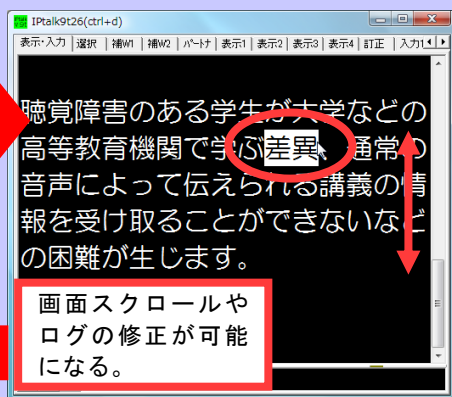 IPtalk9t26(ctrl+d)
表示・入力 選択 補W1 補W2 パートナ 表示1 表示2 表示3 表示4 訂正 入力1
聴覚障害のある学生が大学などの
高等教育機関で学ぶ差異、通常の
音声によって伝えられる講義の情
報を受け取ることができないなど
の困難が生じます。
画面スクロールや
ログの修正が可能
になる。